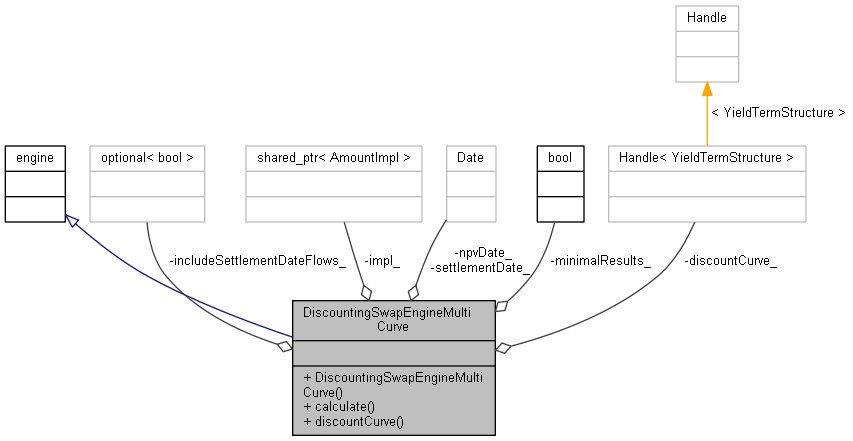 Handle
< YieldTermStructure >
engine
optional< bool >
shared_ptr< AmountImpl >
Date
bool
Handle< YieldTermStructure >
-includeSettlementDateFlows_
-impl_
-npvDate_
-settlementDate_
-minimalResults_
-discountCurve_
DiscountingSwapEngineMulti
Curve
+ DiscountingSwapEngineMulti
Curve()
+ calculate()
+ discountCurve()